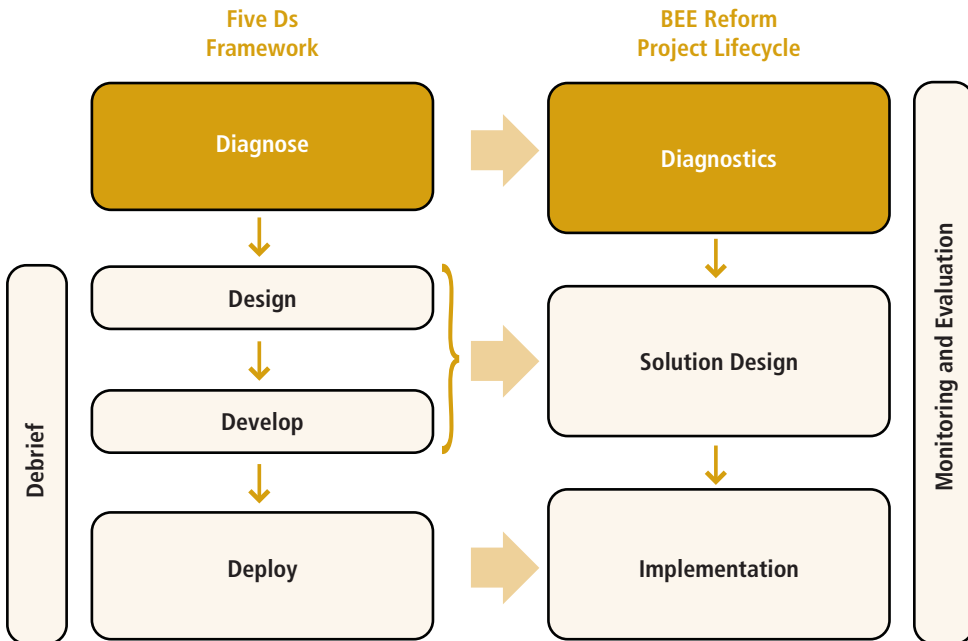 Five Ds
Framework
BEE Reform
Project Lifecycle
Diagnose
Diagnostics
Design
Develop
Solution Design
Deploy
Implementation
Debrief
Monitoring and Evaluation